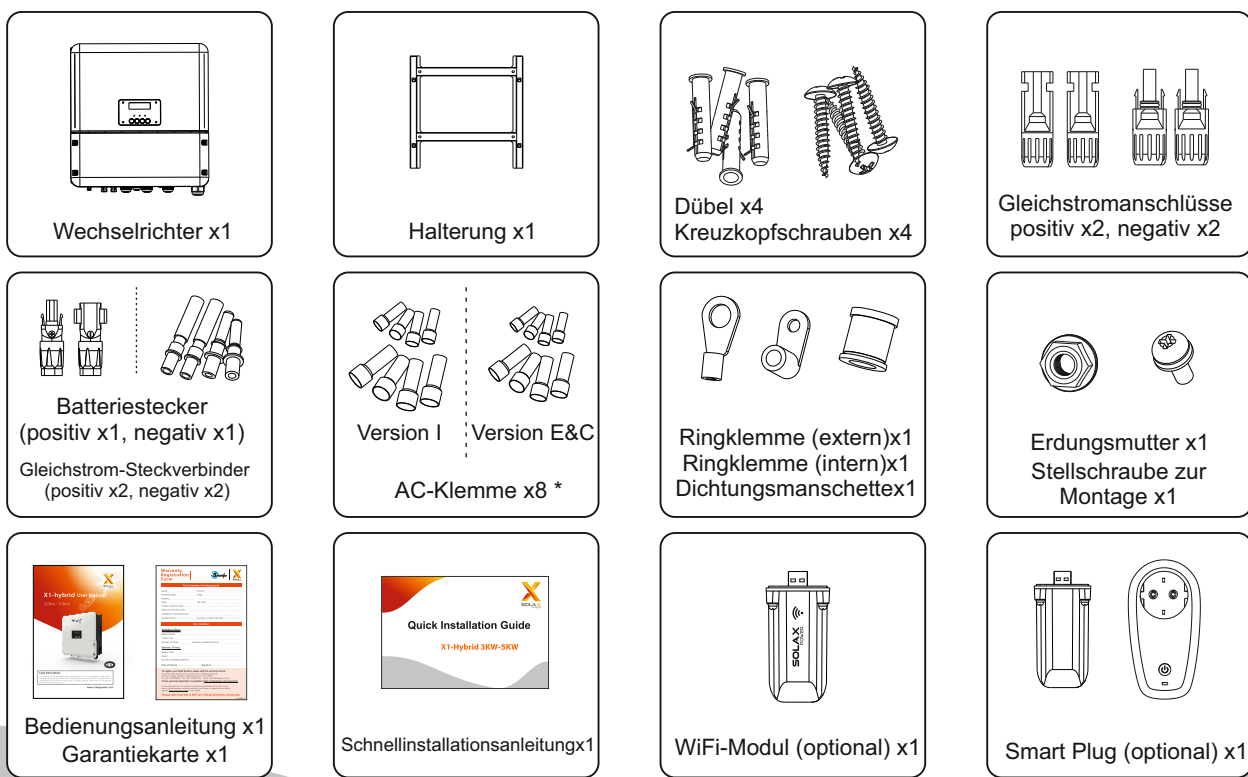 Wechselrichter x1
Halterung x1
Dübel x4
Kreuzkopfschrauben x4
Gleichstromanschlüsse
positiv x2, negativ x2
Batteriestecker
(positiv x1, negativ x1)
Gleichstrom-Steckverbinder
(positiv x2, negativ x2)
Version I
Version E&C
AC-Klemme x8 *
Ringklemme (extern)x1
Ringklemme (intern)x1
Dichtungsmanschettex1
Erdungsmutter x1
Stellschraube zur
Montage x1
X1-hybrid User Manual
Warranty
Registration
Form
Bedienungsanleitung x1
Garantiekarte x1
SOLAX
Quick Installation Guide
X1-Hybrid 3KW-5KW
Schnellinstallationsanleitungx1
SOLAX
POWER
WiFi-Modul (optional) x1
Smart Plug (optional) x1